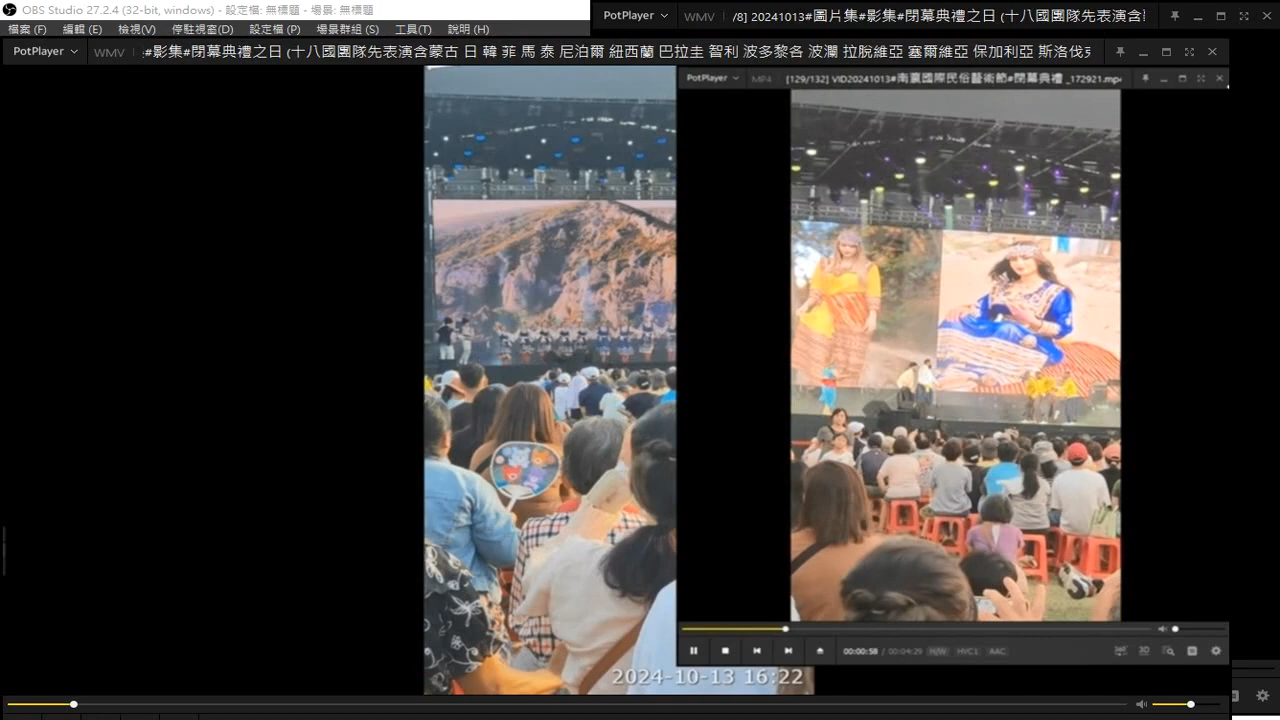 OBS Studio 27.2.4 (32-bit, windows) - 設定檔: 無標題 - 場景: 無標題
檔案 (F) 編輯 (E) 檢視(V) 停駐視窗(D) 設定檔 (P) 場景群組 (S) 工具(T) 說明 (H)
PotPlayer WMV /8] 20241013#圖片集#影集#閉幕典禮之日 (十八國團隊先表演含
PotPlayer WMV #影集#閉幕典禮之日 (十八國團隊先表演含蒙古 日 韓 菲 馬 泰 尼泊爾 紐西蘭 巴拉圭 智利 波多黎各 波瀾 拉脫維亞 塞爾維亞 保加利亞 斯洛伐
PotPlayer MP4 [129/132] VID20241013#南瀛國際民俗藝術節#閉幕典禮 _172921.mp
2024-10-13 16:22
00:00:58 / 00:04:29 H/W HVC1 AAC
3D